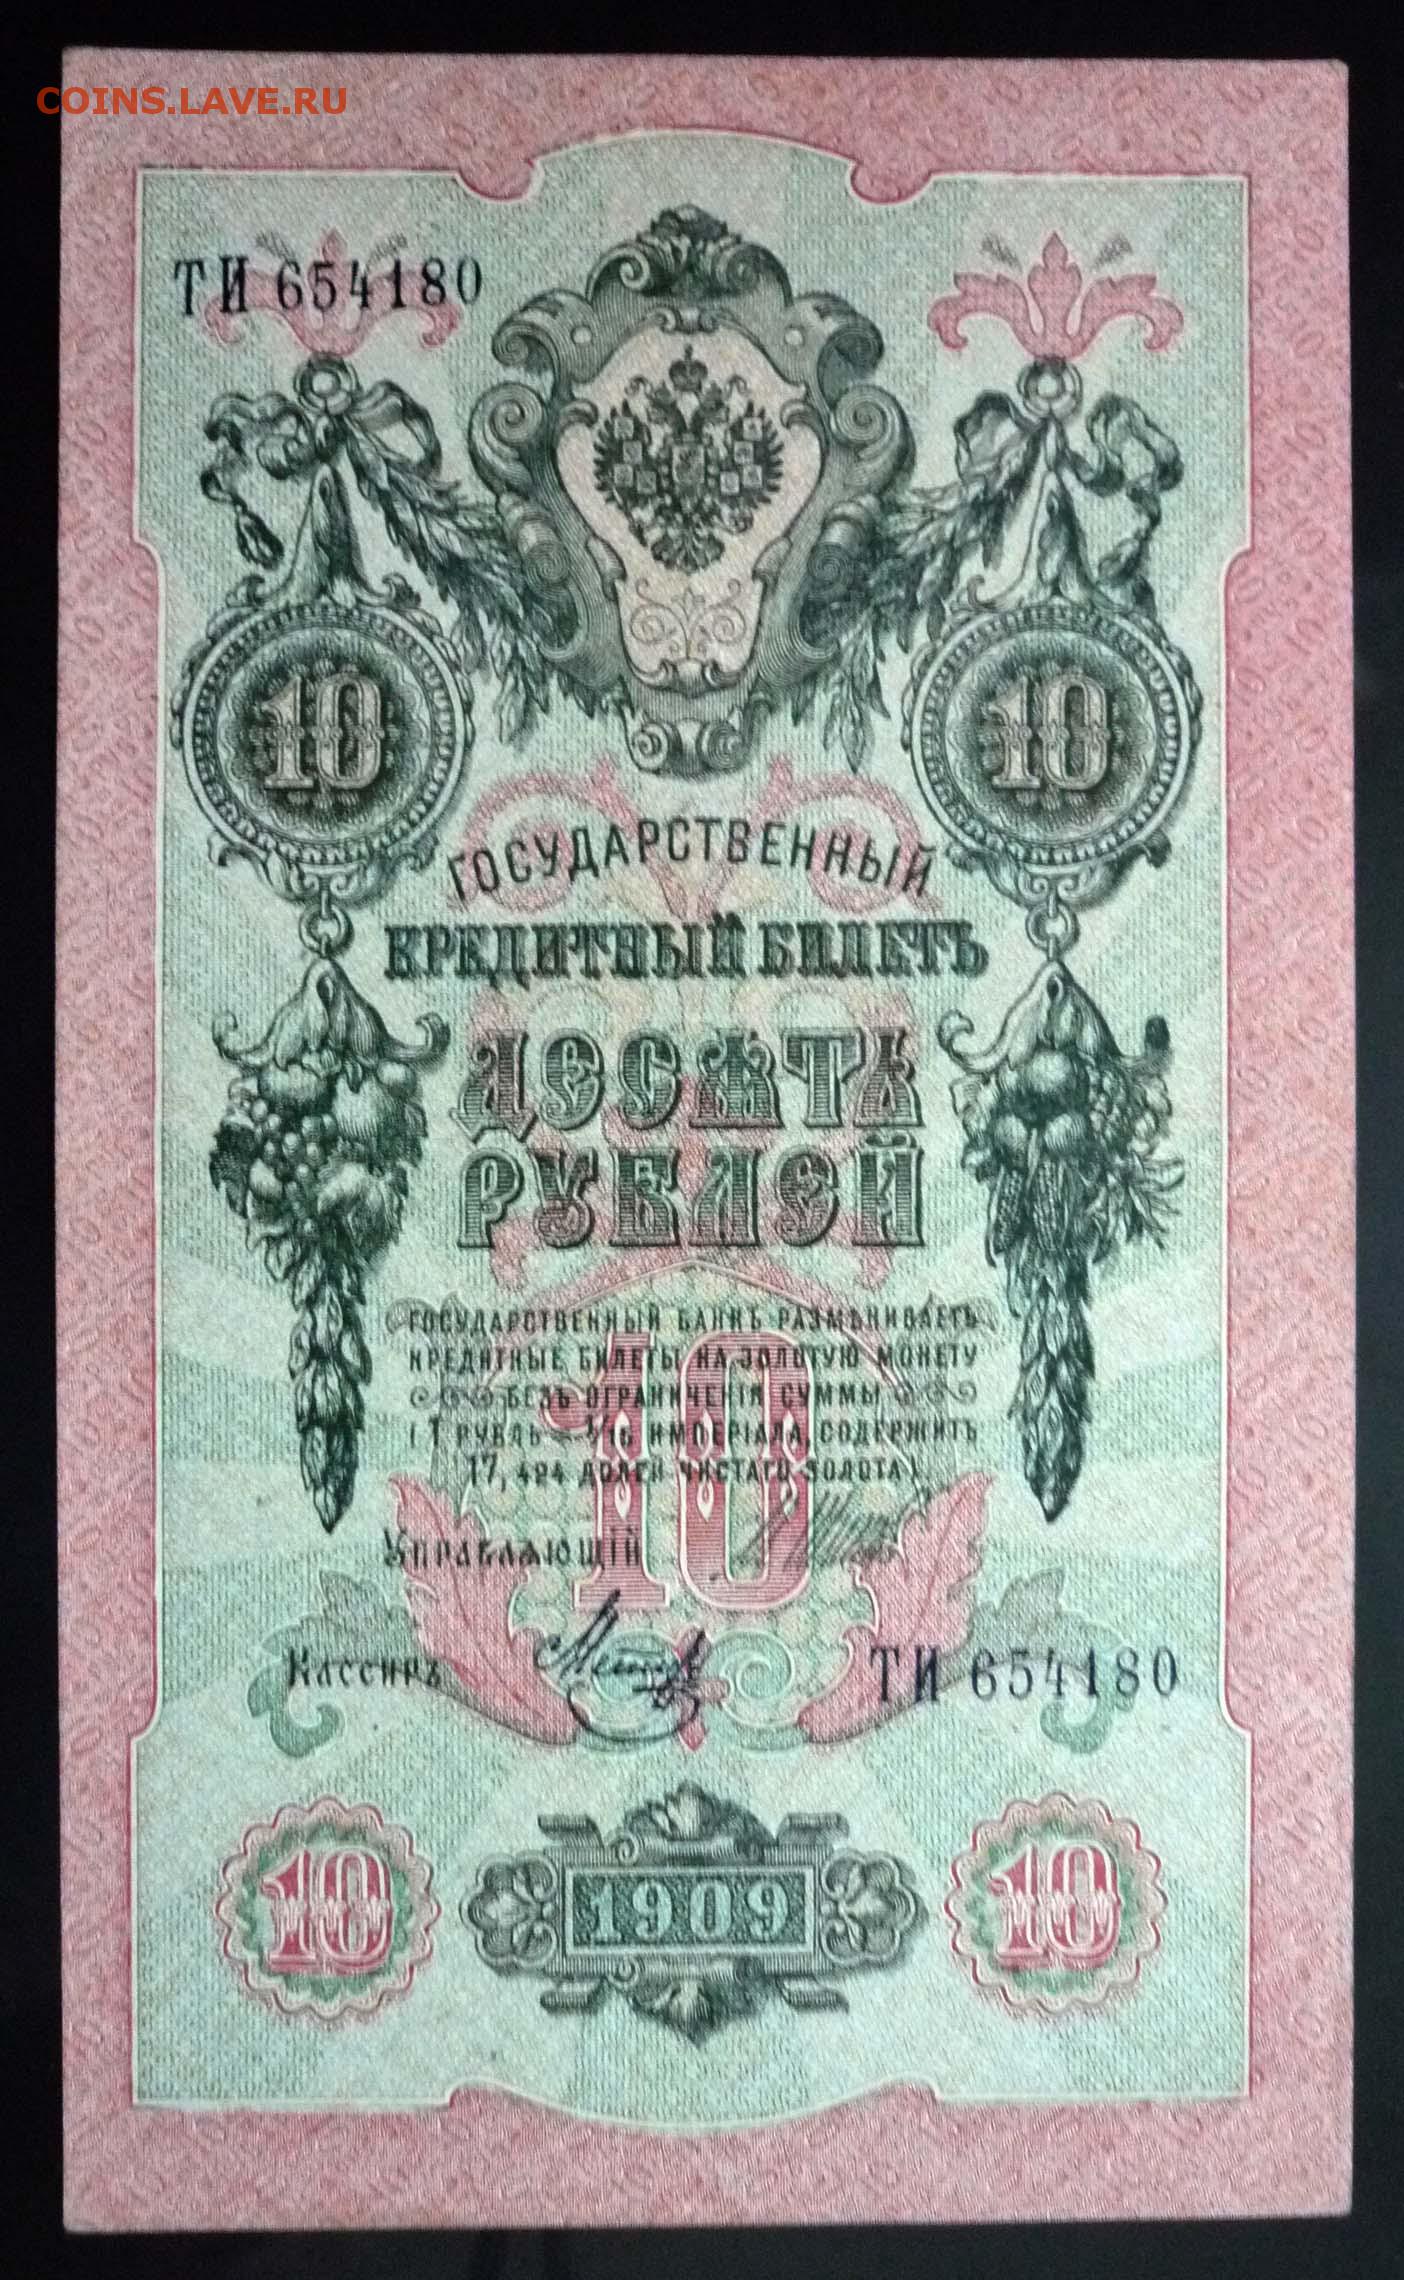 COINS.LAVE.RU
ТИ 654180
10 10
ГОСУДАРСТВЕННЫЙ
КРЕДИТНЫЙ БИЛЕТЪ
ДЕСЯТЬ
РУБЛЕЙ
ГОСУДАРСТВЕННЫЙ БАНКЪ РАЗМѢНИВАЕТЪ
КРЕДИТНЫЕ БИЛЕТЫ НА ЗОЛОТУЮ МОНЕТУ
БЕЗЪ ОГРАНИЧЕНІЯ СУММЫ
(1 РУБЛЬ = 1/15 ИМПЕРІАЛА, СОДЕРЖИТЪ
17,424 ДОЛЕЙ ЧИСТАГО ЗОЛОТА).
10
Управляющій
Кассиръ
ТИ 654180
10 1909 10